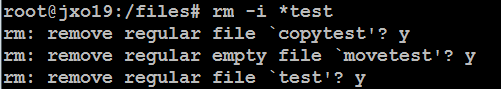 root@jxo19:/files# rm -i *test
rm: remove regular file `copytest'? y
rm: remove regular empty file `movetest'? y
rm: remove regular file `test'? y